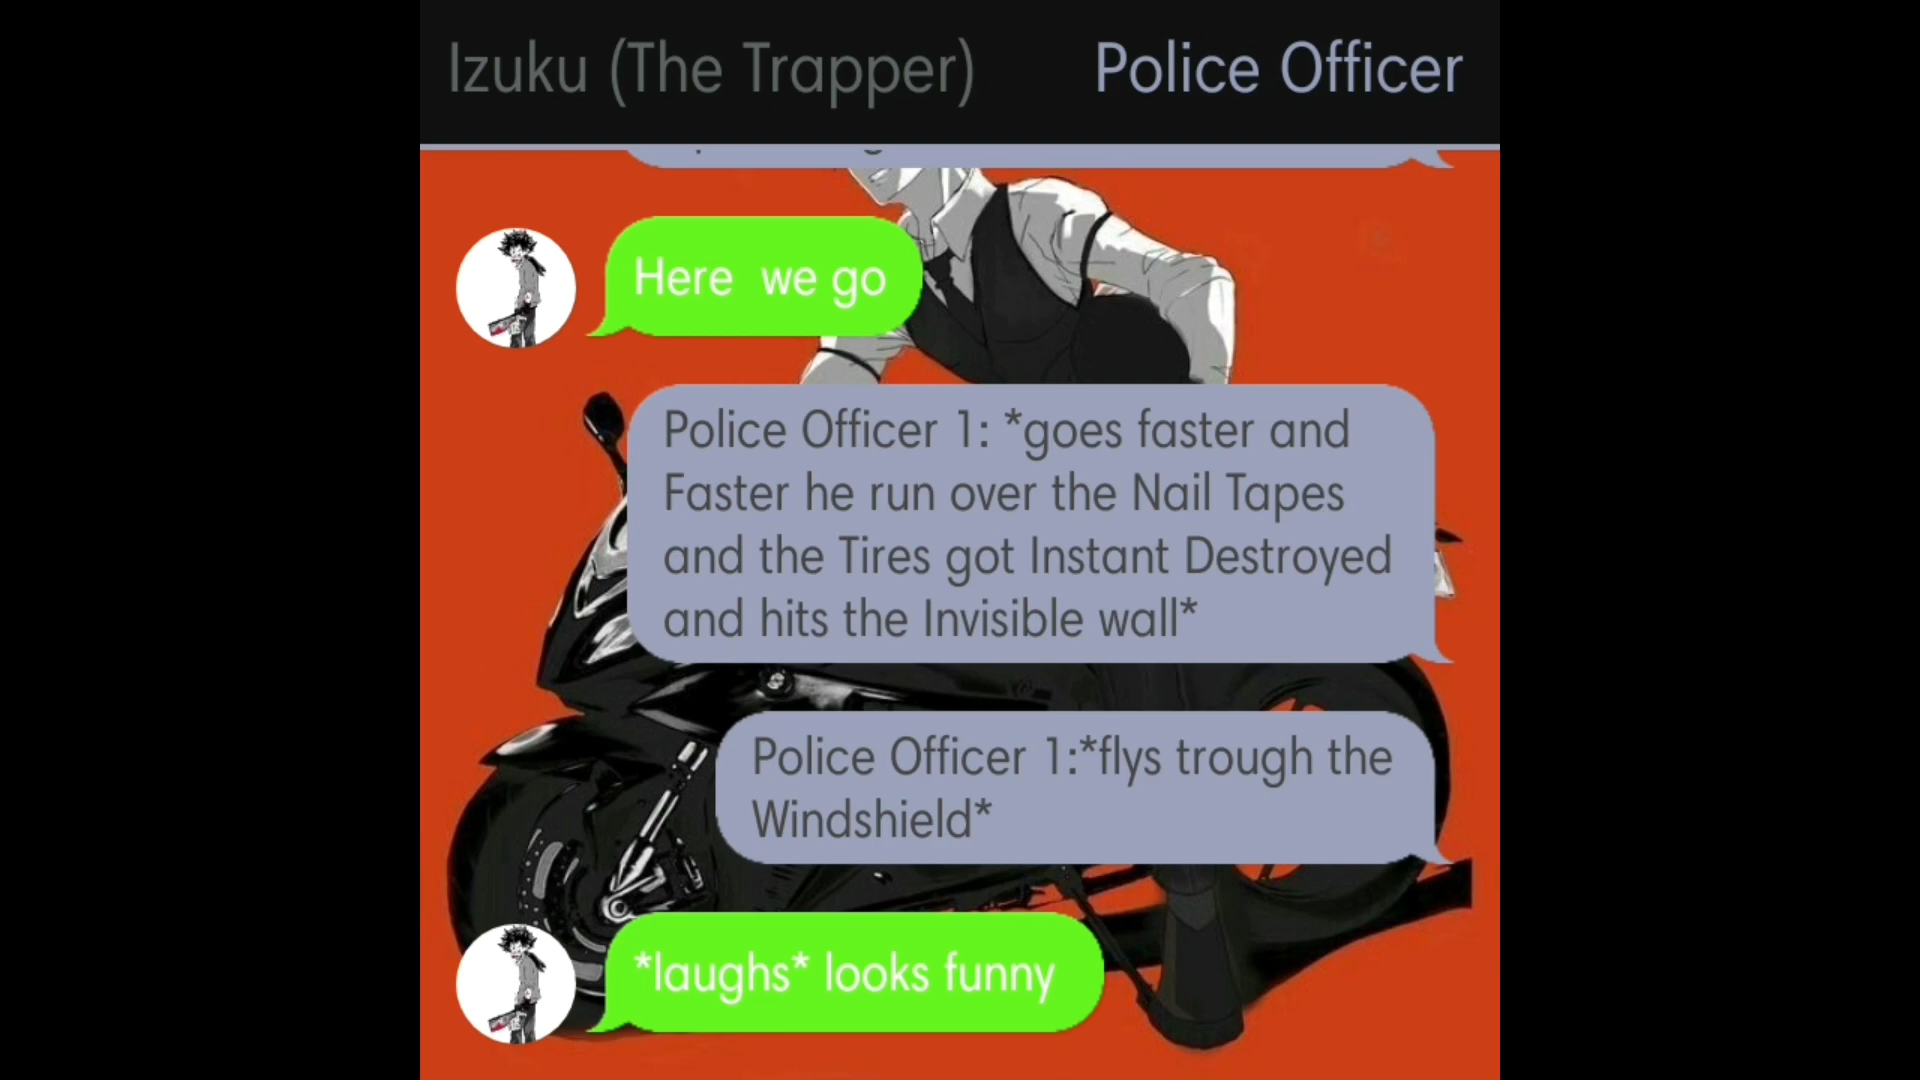 Izuku (The Trapper) Police Officer
Here  we go
Police Officer 1: *goes faster and
Faster he run over the Nail Tapes
and the Tires got Instant Destroyed
and hits the Invisible wall*
Police Officer 1:*flys trough the
Windshield*
*laughs* looks funny